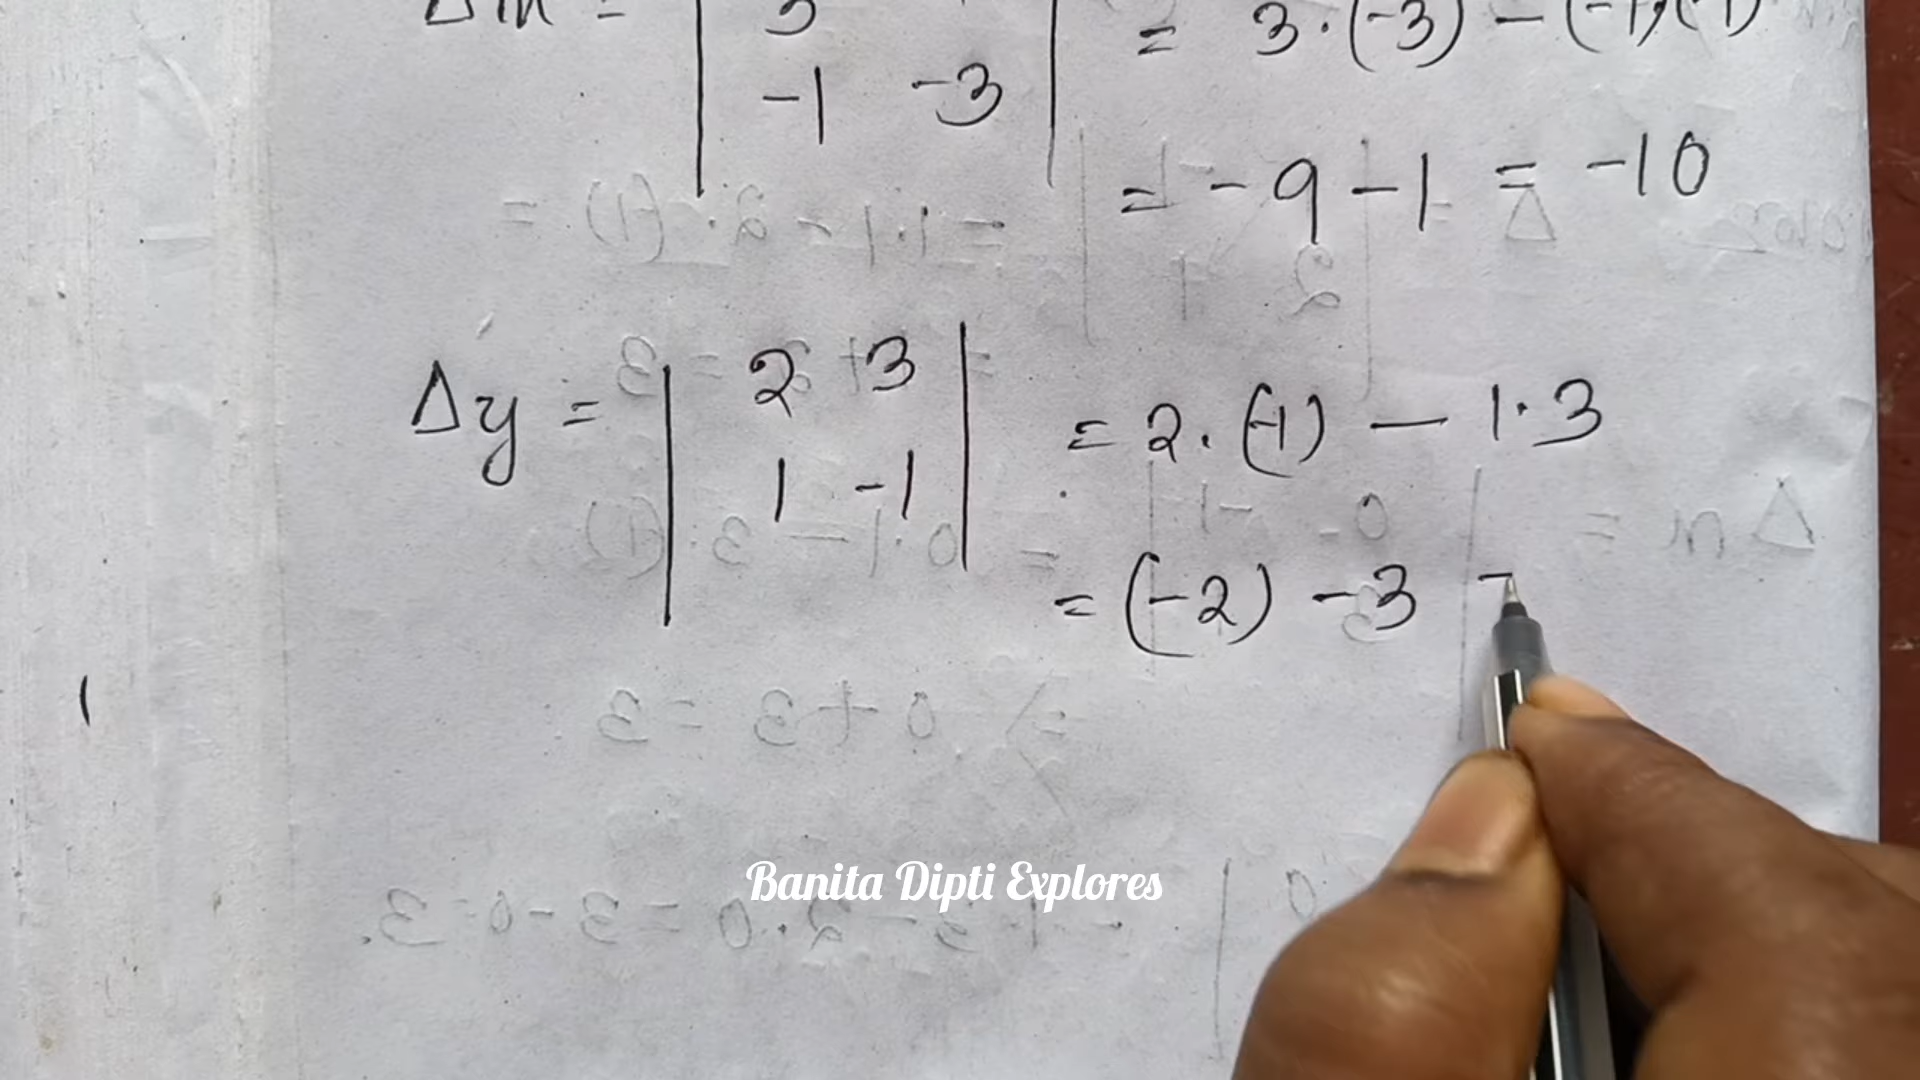 Δx = | 3
= 3·(-3) - (-1)·(-1)
-1 -3 |
= -9 - 1 = -10
Δy = | 2 3 | = 2·(-1) — 1·3
1 -1
= (-2) -3
Banita Dipti Explores